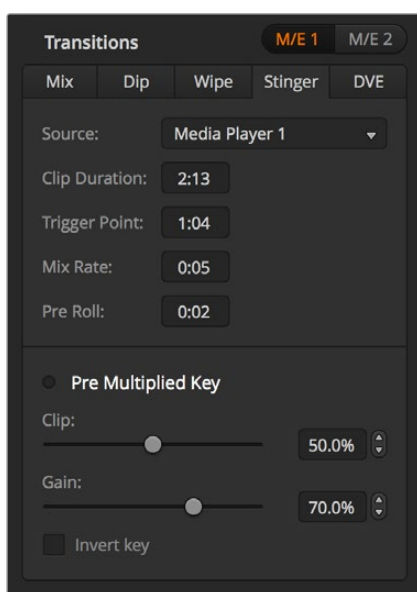 Transitions M/E 1 M/E 2
Mix Dip Wipe Stinger DVE
Source: Media Player 1
Clip Duration: 2:13
Trigger Point: 1:04
Mix Rate: 0:05
Pre Roll: 0:02
Pre Multiplied Key
Clip:
50.0%
Gain:
70.0%
Invert key